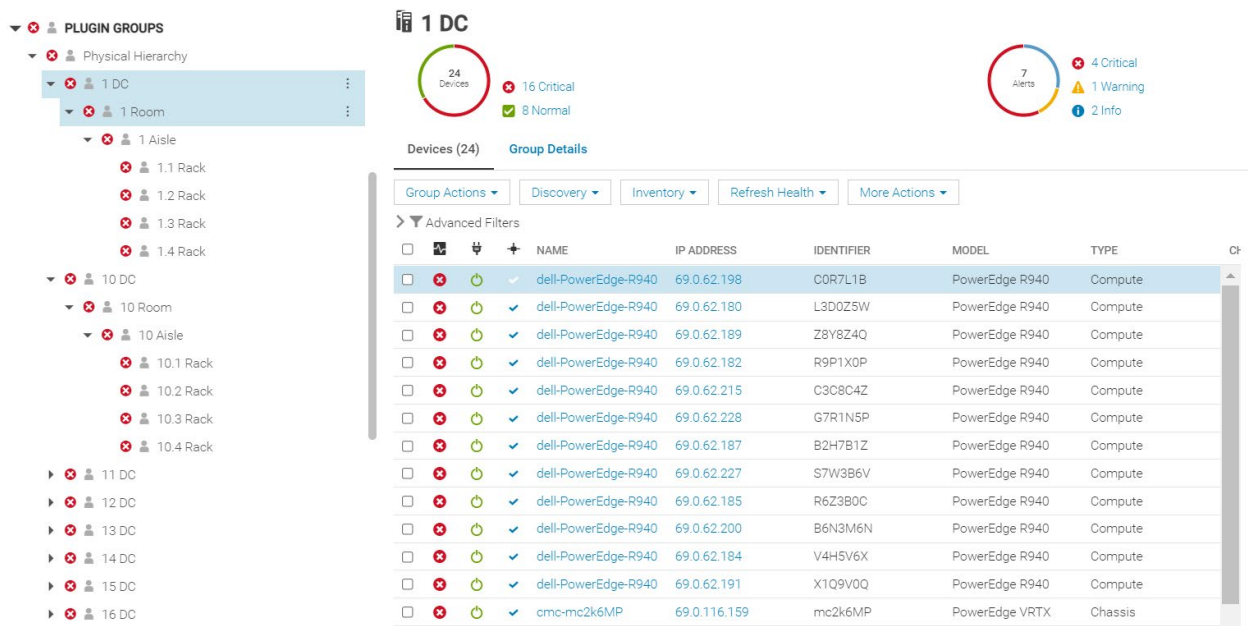 PLUGIN GROUPS
Physical Hierarchy
1 DC
1 Room
1 Aisle
1.1 Rack
1.2 Rack
1.3 Rack
1.4 Rack
10 DC
10 Room
10 Aisle
10.1 Rack
10.2 Rack
10.3 Rack
10.4 Rack
11 DC
12 DC
13 DC
14 DC
15 DC
16 DC
1 DC
24
Devices
16 Critical
8 Normal
7
Alerts
4 Critical
1 Warning
2 Info
Devices (24) Group Details
Group Actions Discovery Inventory Refresh Health More Actions
Advanced Filters
NAME IP ADDRESS IDENTIFIER MODEL TYPE CH
dell-PowerEdge-R940 69.0.62.198 C0R7L1B PowerEdge R940 Compute
dell-PowerEdge-R940 69.0.62.180 L3D0Z5W PowerEdge R940 Compute
dell-PowerEdge-R940 69.0.62.189 Z8Y8Z4Q PowerEdge R940 Compute
dell-PowerEdge-R940 69.0.62.182 R9P1X0P PowerEdge R940 Compute
dell-PowerEdge-R940 69.0.62.215 C3C8C4Z PowerEdge R940 Compute
dell-PowerEdge-R940 69.0.62.228 G7R1N5P PowerEdge R940 Compute
dell-PowerEdge-R940 69.0.62.187 B2H7B1Z PowerEdge R940 Compute
dell-PowerEdge-R940 69.0.62.227 S7W3B6V PowerEdge R940 Compute
dell-PowerEdge-R940 69.0.62.185 R6Z3B0C PowerEdge R940 Compute
dell-PowerEdge-R940 69.0.62.200 B6N3M6N PowerEdge R940 Compute
dell-PowerEdge-R940 69.0.62.184 V4H5V6X PowerEdge R940 Compute
dell-PowerEdge-R940 69.0.62.191 X1Q9V0Q PowerEdge R940 Compute
cmc-mc2k6MP 69.0.116.159 mc2k6MP PowerEdge VRTX Chassis